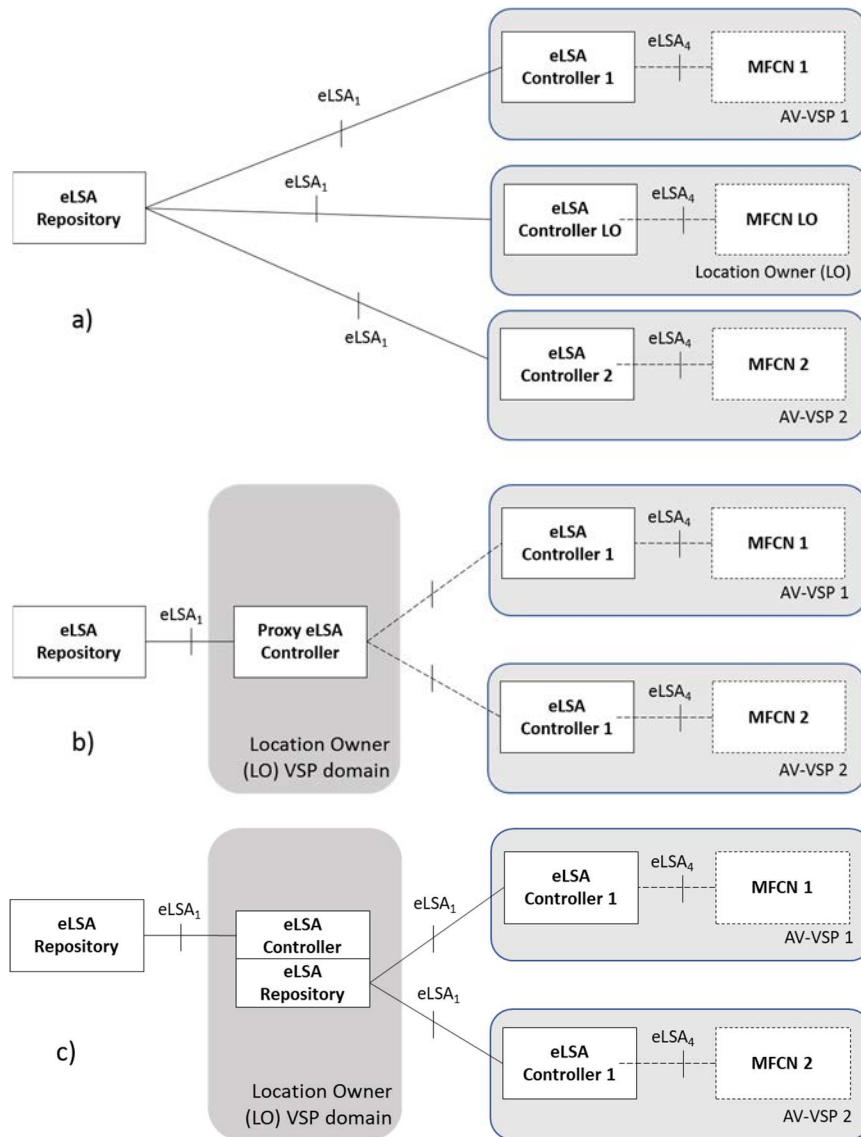 eLSA
Controller 1
eLSA4
MFCN 1
AV-VSP 1
eLSA1
eLSA
Repository
eLSA1
eLSA
Controller LO
eLSA4
MFCN LO
Location Owner (LO)
a)
eLSA1
eLSA
Controller 2
eLSA4
MFCN 2
AV-VSP 2
eLSA
Controller 1
eLSA4
MFCN 1
AV-VSP 1
eLSA
Repository
eLSA1
Proxy eLSA
Controller
eLSA
Controller 1
eLSA4
MFCN 2
AV-VSP 2
b)
Location Owner
(LO) VSP domain
eLSA
Controller 1
eLSA4
MFCN 1
AV-VSP 1
eLSA
Repository
eLSA1
eLSA
Controller
eLSA
Repository
eLSA1
eLSA1
eLSA
Controller 1
eLSA4
MFCN 2
AV-VSP 2
c)
Location Owner
(LO) VSP domain